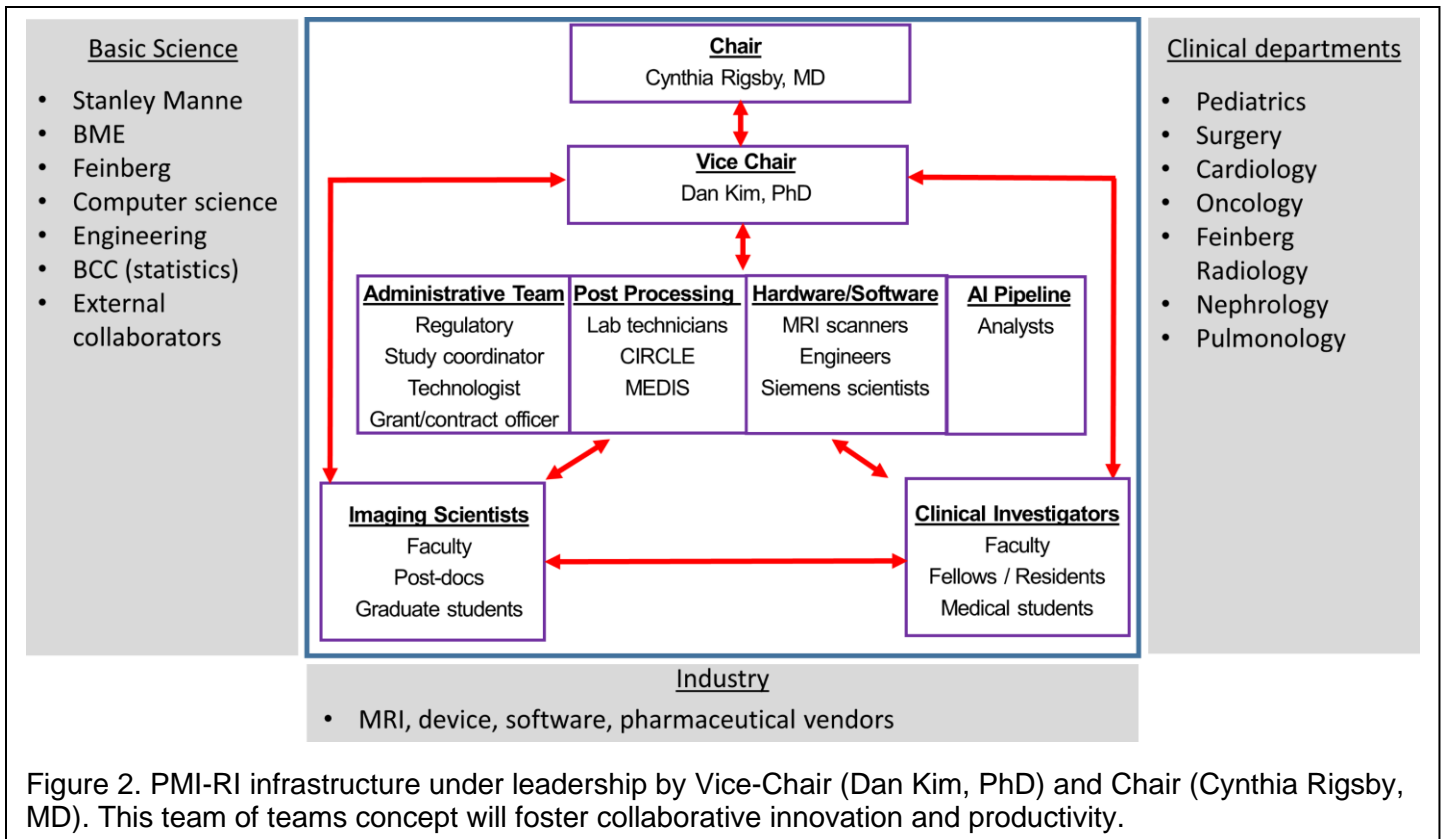 Basic Science
• Stanley Manne
• BME
• Feinberg
• Computer science
• Engineering
• BCC (statistics)
• External
collaborators
Chair
Cynthia Rigsby, MD
Vice Chair
Dan Kim, PhD
Administrative Team
Regulatory
Study coordinator
Technologist
Grant/contract officer
Post Processing
Lab technicians
CIRCLE
MEDIS
Hardware/Software
MRI scanners
Engineers
Siemens scientists
AI Pipeline
Analysts
Imaging Scientists
Faculty
Post-docs
Graduate students
Clinical Investigators
Faculty
Fellows / Residents
Medical students
Clinical departments
• Pediatrics
• Surgery
• Cardiology
• Oncology
• Feinberg
Radiology
• Nephrology
• Pulmonology
Industry
• MRI, device, software, pharmaceutical vendors
Figure 2. PMI-RI infrastructure under leadership by Vice-Chair (Dan Kim, PhD) and Chair (Cynthia Rigsby,
MD). This team of teams concept will foster collaborative innovation and productivity.